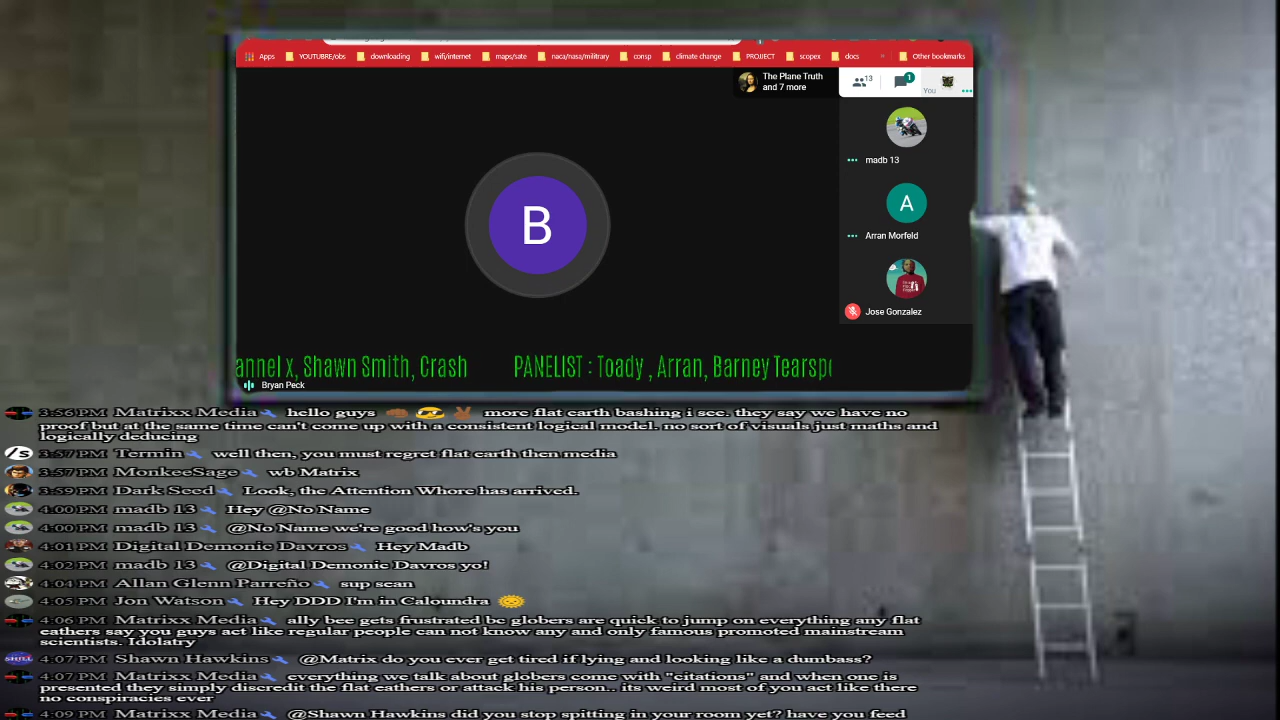 Apps YOUTUBRE/obs downloading wifi/internet maps/sate naca/nasa/militrary consp climate change PROJJECT scopex docs Other bookmarks
The Plane Truth
and 7 more
13
1
You
madb 13
A
Arran Morfeld
Jose Gonzalez
B
annel x, Shawn Smith, Crash PANELIST : Toady , Arran, Barney Tearsp
Bryan Peck
3:56 PM Matrixx Media hello guys more flat earth bashing i see. they say we have no
proof but at the same time can't come up with a consistent logical model. no sort of visuals just maths and
logically deducing
/s 3:57 PM Termin well then, you must regret flat earth then media
3:57 PM MonkeeSage wb Matrix
3:59 PM Dark Seed Look, the Attention Whore has arrived.
4:00 PM madb 13 Hey @No Name
4:00 PM madb 13 @No Name we're good how's you
4:01 PM Digital Demonic Davros Hey Madb
4:02 PM madb 13 @Digital Demonic Davros yo!
4:04 PM Allan Glenn Parreño sup scan
4:05 PM Jon Watson Hey DDD I'm in Caloundra
4:06 PM Matrixx Media ally bee gets frustrated bc globers are quick to jump on everything any flat
eathers say you guys act like regular people can not know any and only famous promoted mainstream
scientists. Idolatry
SHILL 4:07 PM Shawn Hawkins @Matrix do you ever get tired if lying and looking like a dumbass?
4:07 PM Matrixx Media everything we talk about globers come with "citations" and when one is
presented they simply discredit the flat eathers or attack his person.. its weird most of you act like there
no conspiracies ever
4:09 PM Matrixx Media @Shawn Hawkins did you stop spitting in your room yet? have you feed